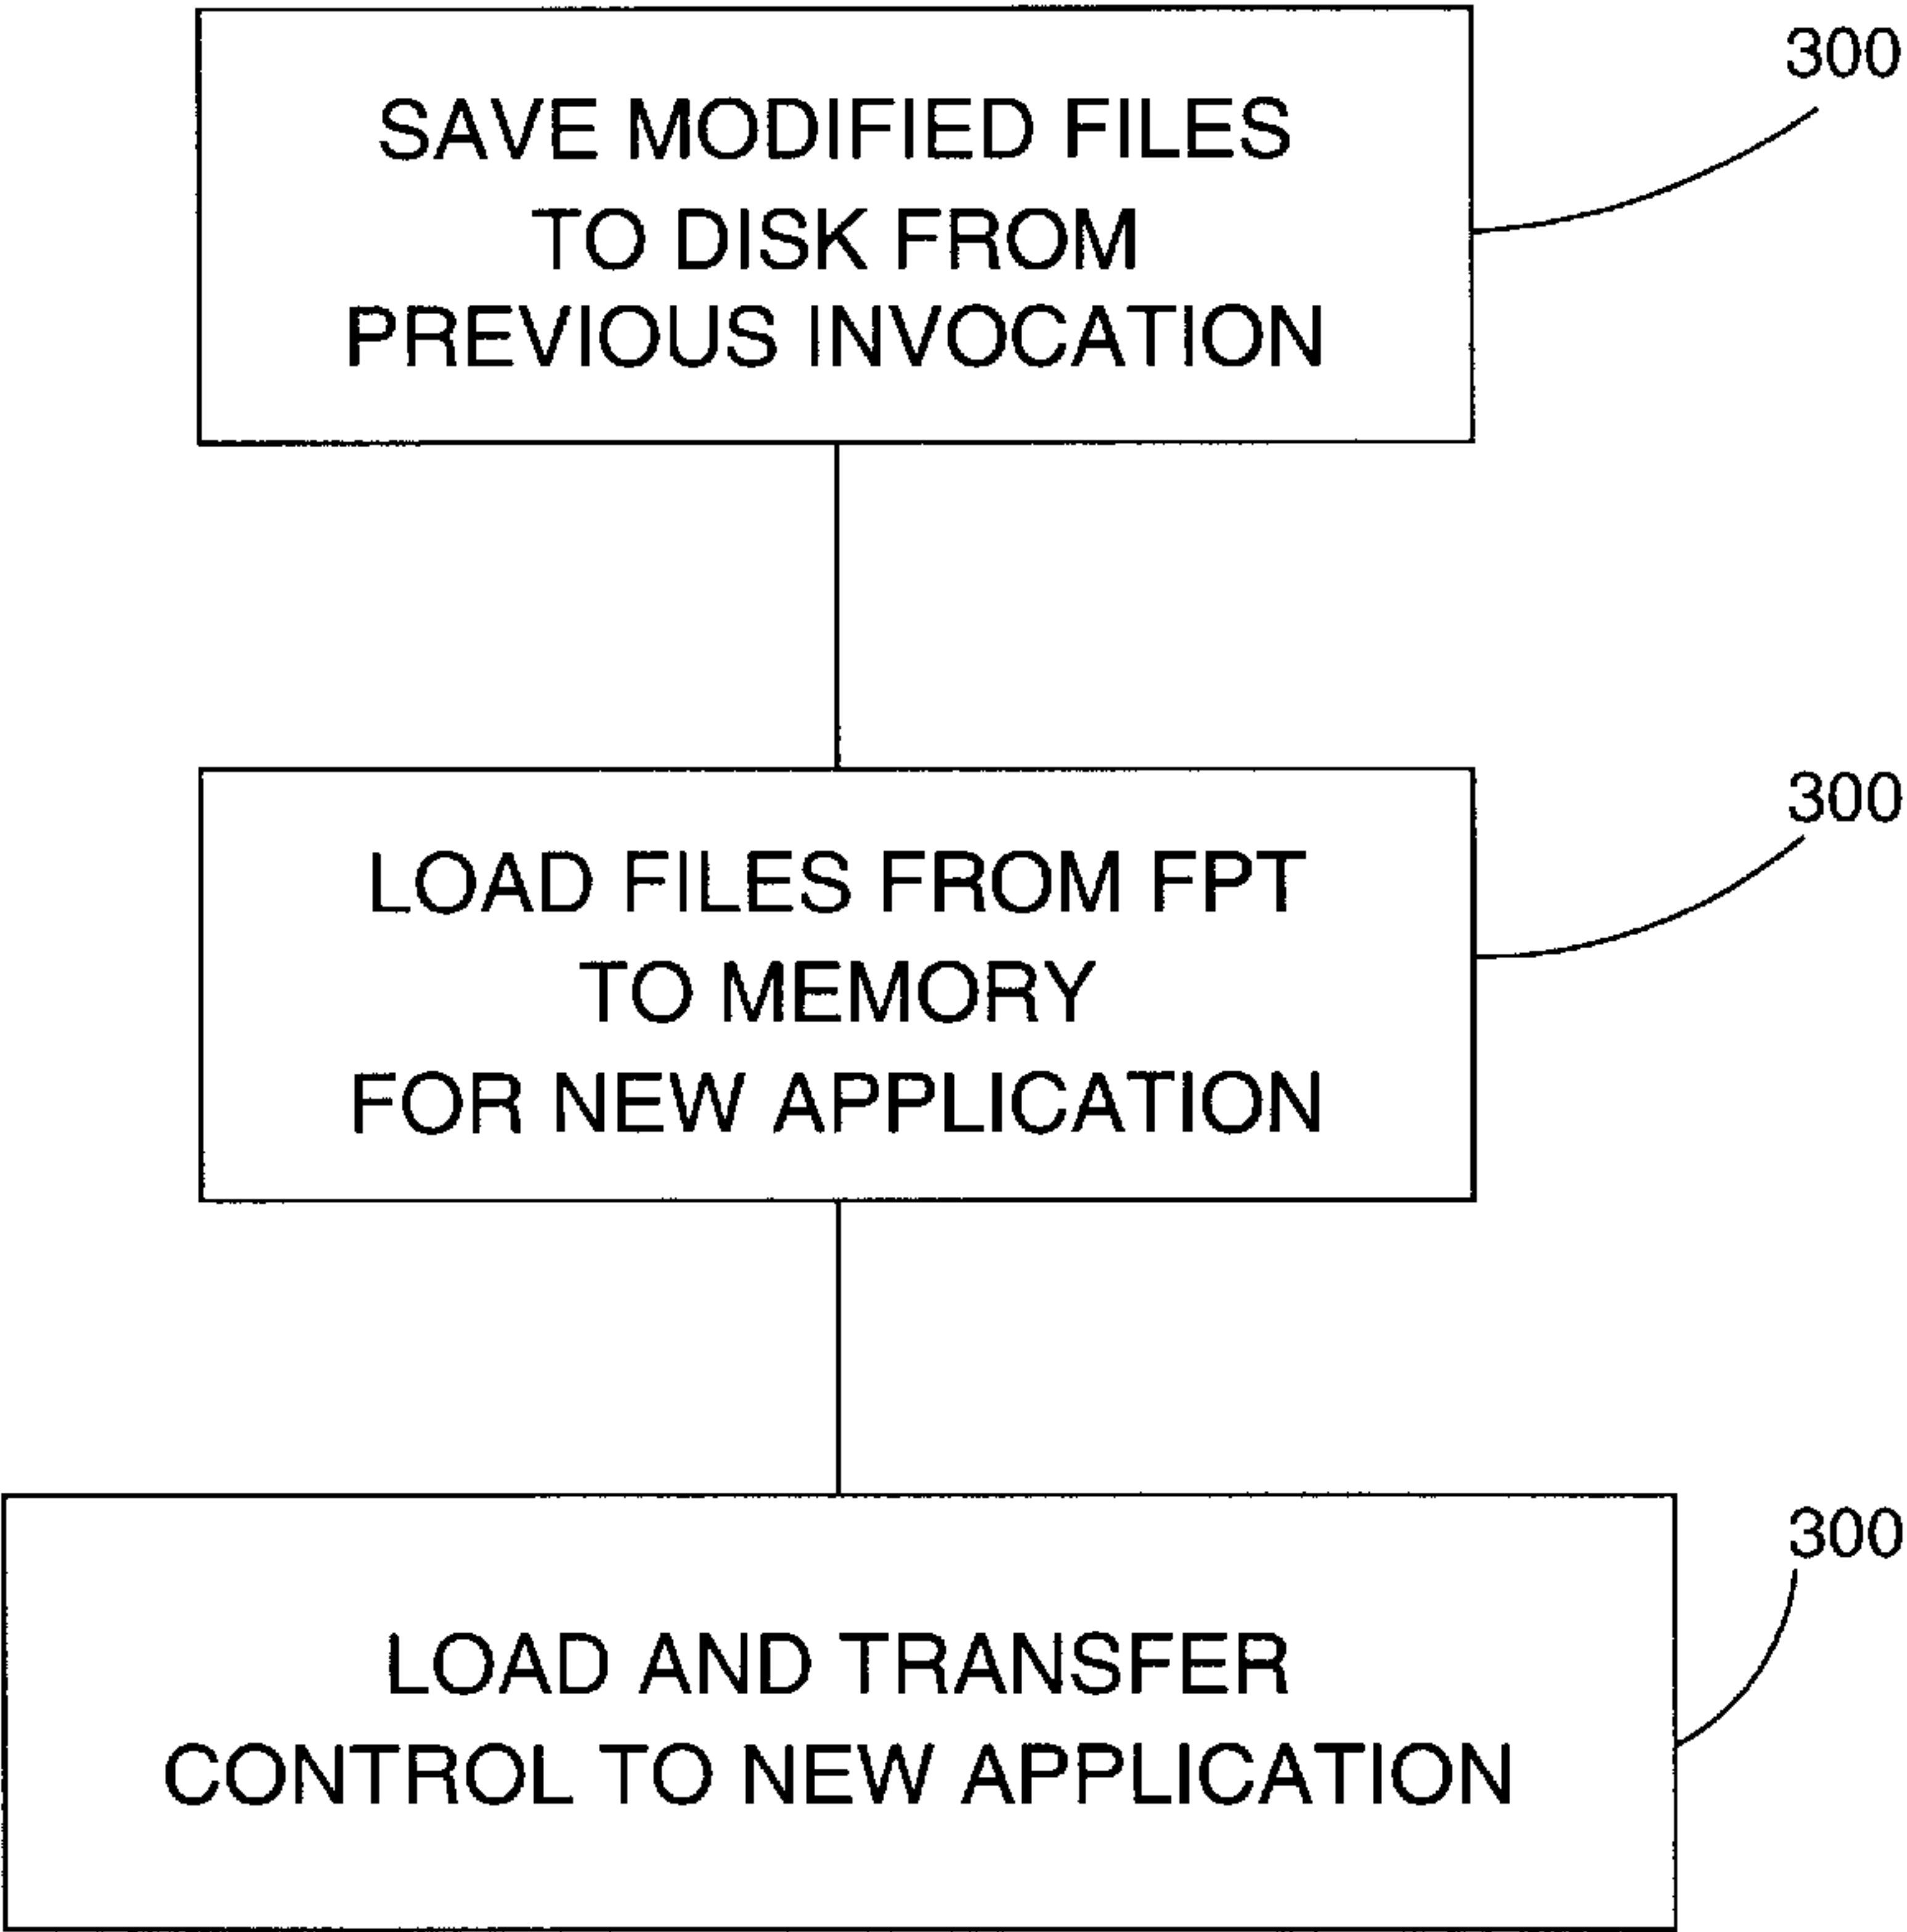 300
SAVE MODIFIED FILES
TO DISK FROM
PREVIOUS INVOCATION
300
LOAD FILES FROM FPT
TO MEMORY
FOR NEW APPLICATION
300
LOAD AND TRANSFER
CONTROL TO NEW APPLICATION